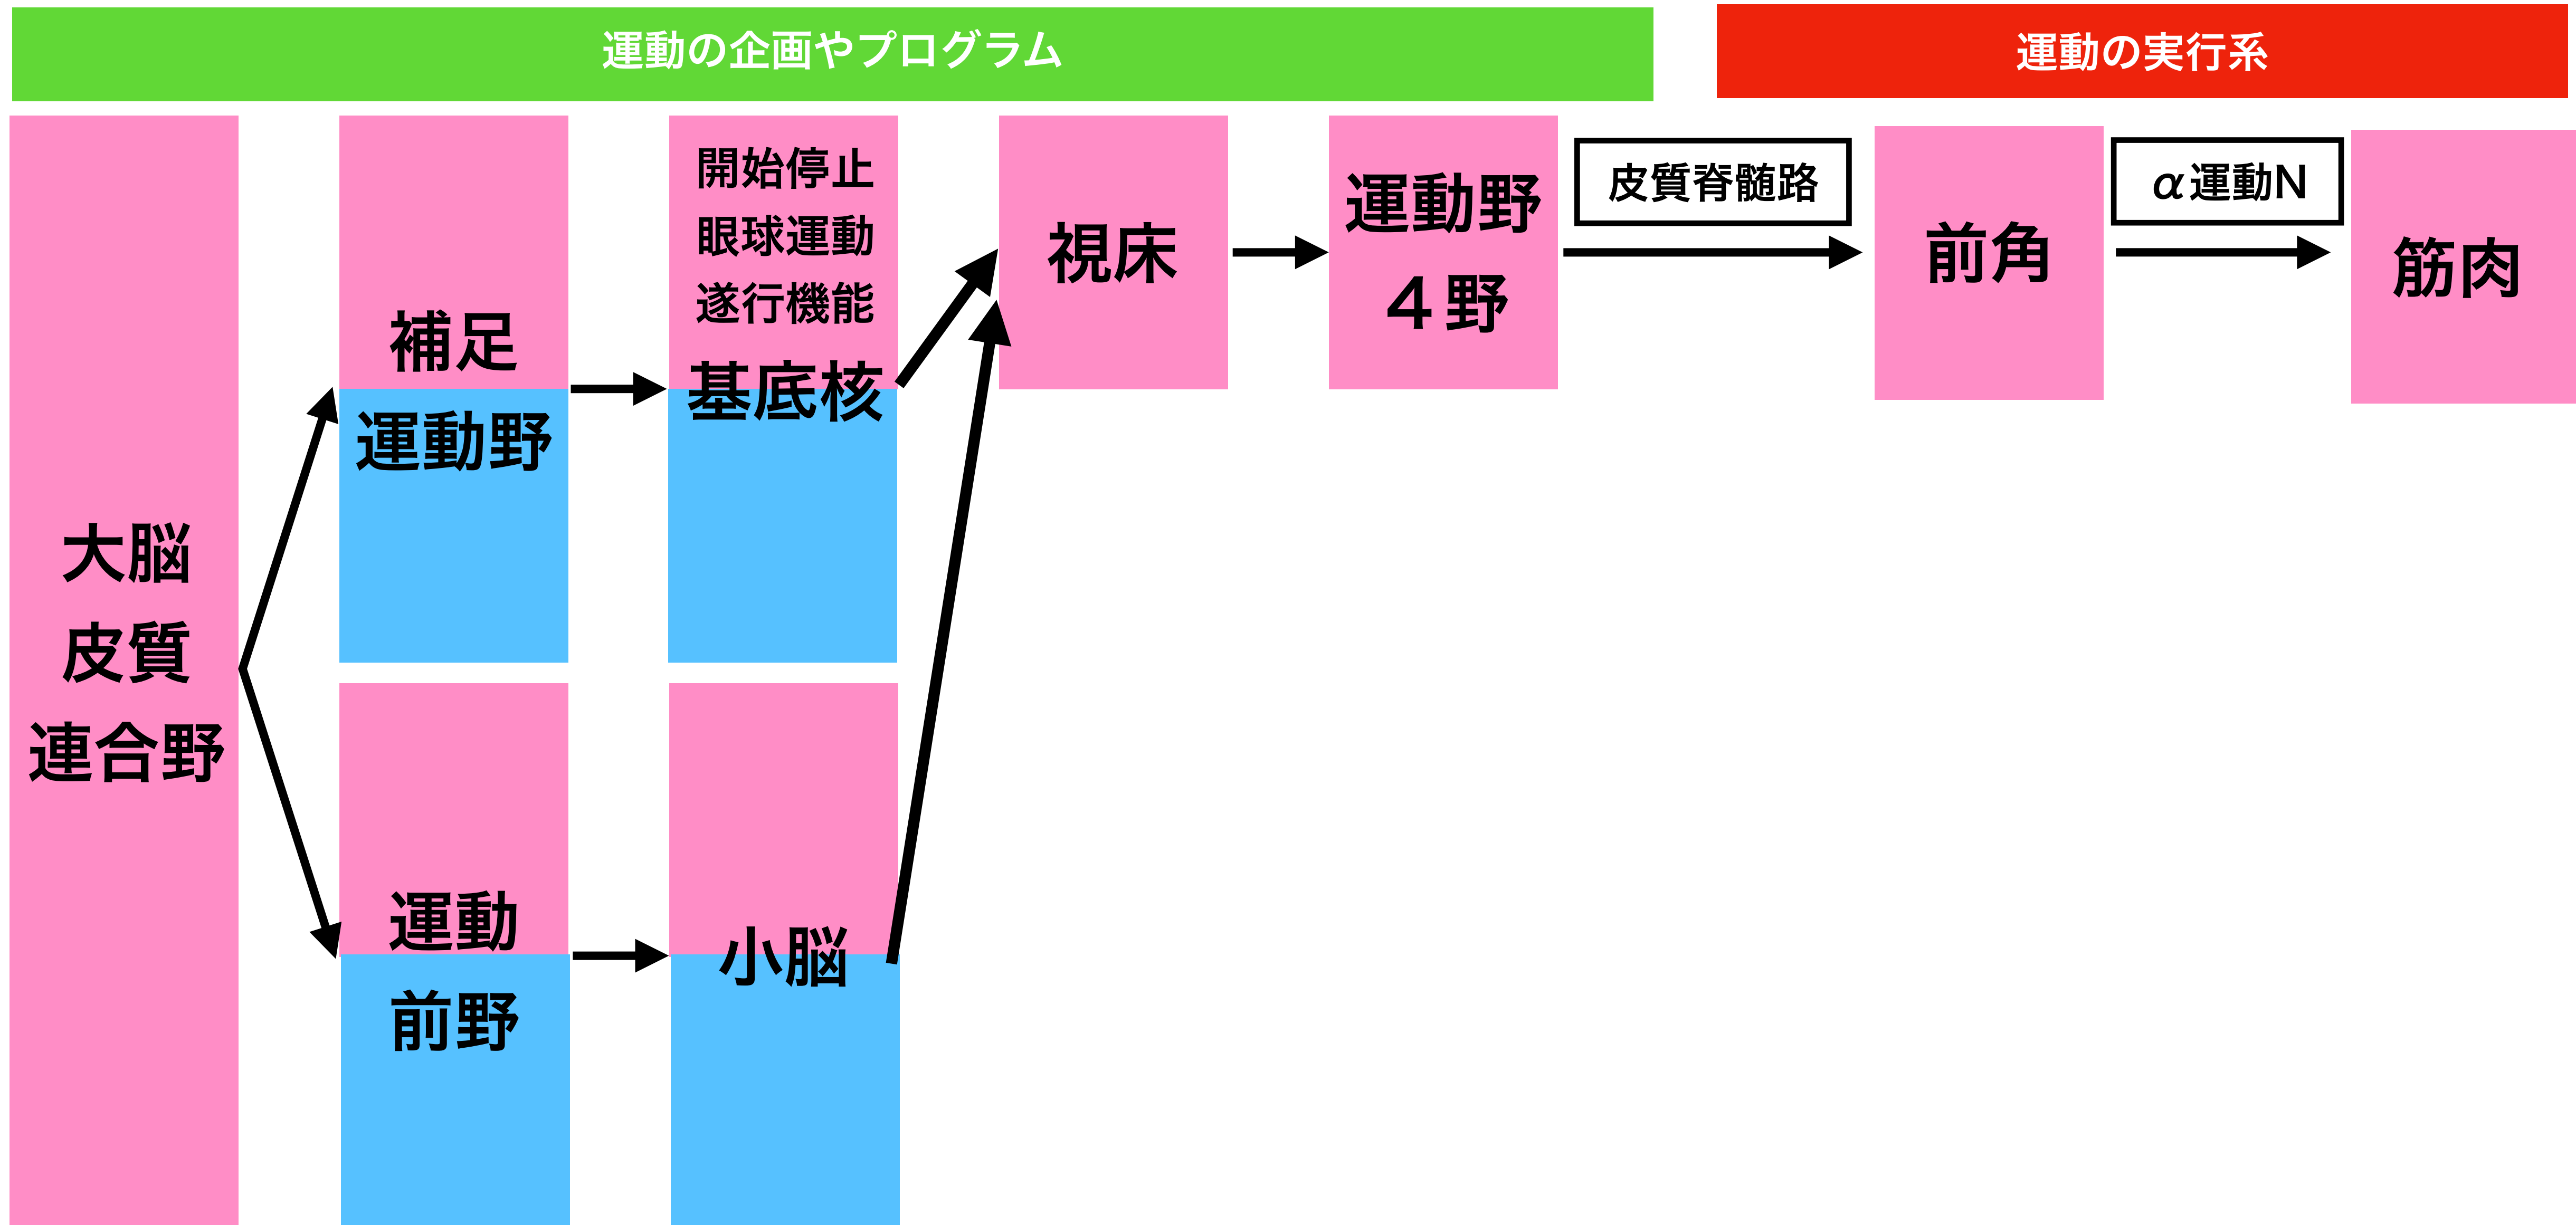 運動の企画やプログラム
運動の実行系
大脳
皮質
連合野
補足
運動野
開始停止
眼球運動
遂行機能
基底核
運動
前野
小脳
視床
運動野
４野
皮質脊髄路
前角
α運動N
筋肉